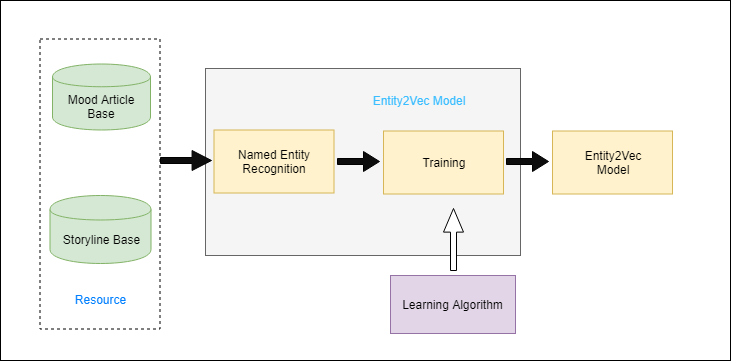 Mood Article
Base
Storyline Base
Resource
Entity2Vec Model
Named Entity
Recognition
Training
Learning Algorithm
Entity2Vec
Model